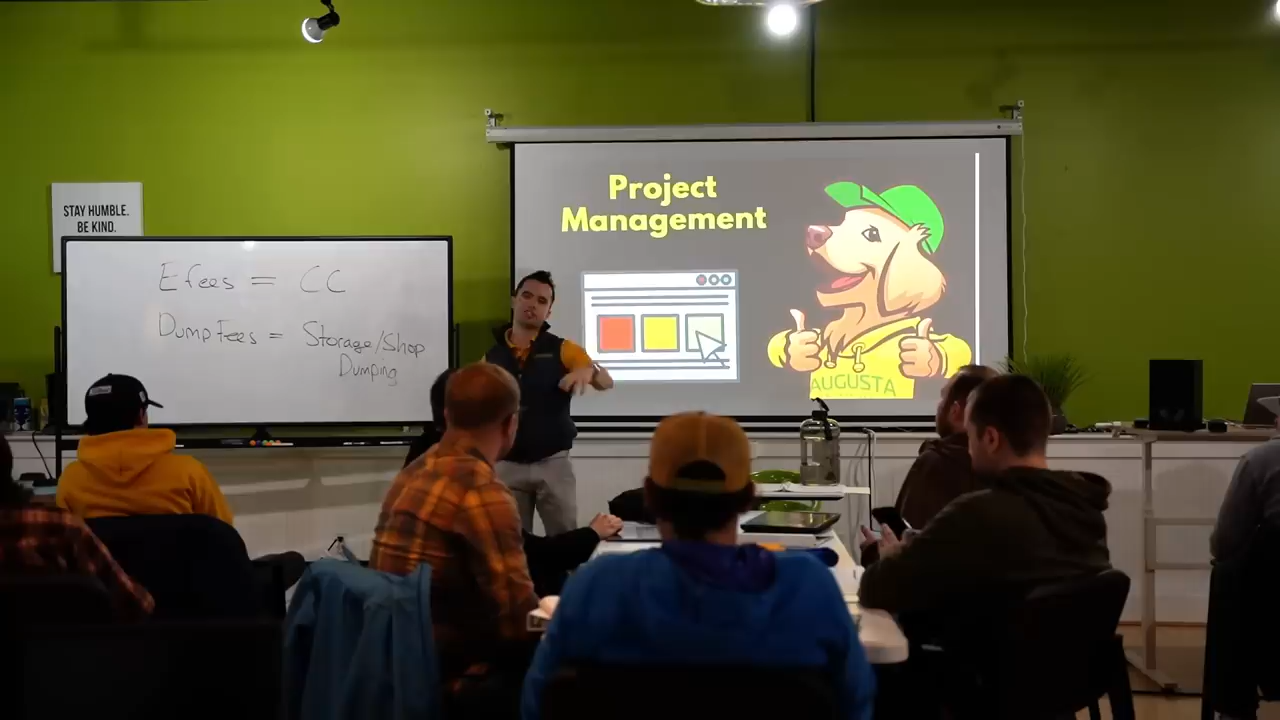 STAY HUMBLE.
BE KIND.
Efees = CC
Dump Fees = Storage/Shop
Dumping
Project
Management
AUGUSTA